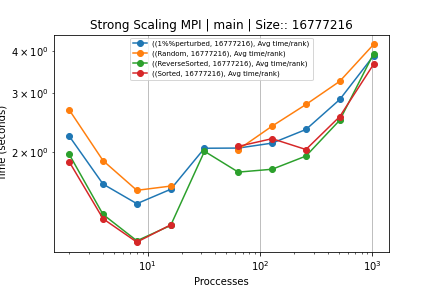 Strong Scaling MPI | main | Size:: 16777216
((1%%perturbed, 16777216), Avg time/rank)
((Random, 16777216), Avg time/rank)
((ReverseSorted, 16777216), Avg time/rank)
((Sorted, 16777216), Avg time/rank)
4 × 10⁰
3 × 10⁰
2 × 10⁰
(seconds)
10¹
10²
10³
Proccesses